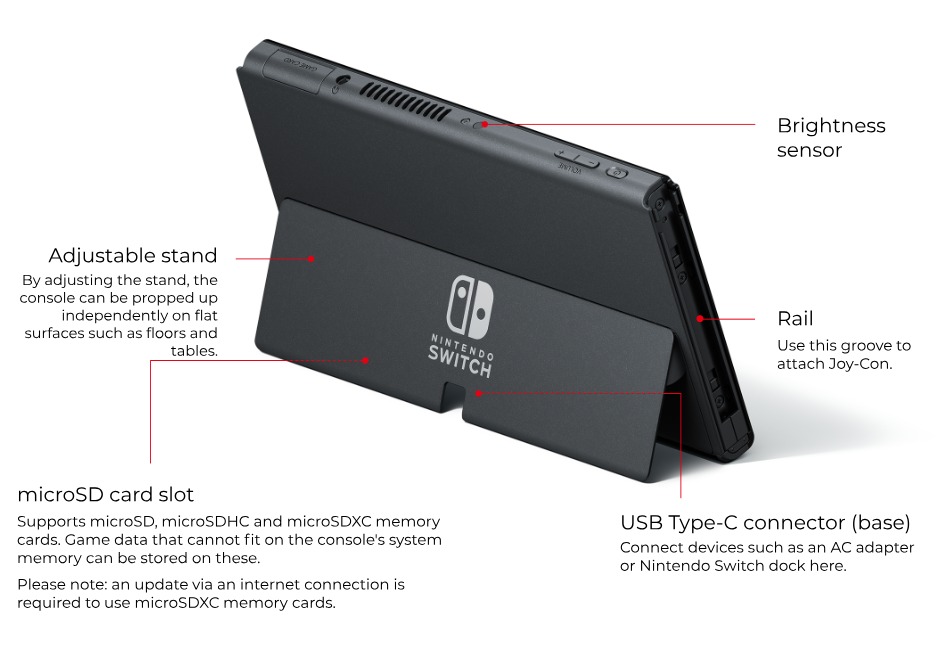 GAME CARD
VOLUME
Brightness
sensor
Adjustable stand
By adjusting the stand, the
console can be propped up
independently on flat
surfaces such as floors and
tables.
NINTENDO
SWITCH
Rail
Use this groove to
attach Joy-Con.
microSD card slot
Supports microSD, microSDHC and microSDXC memory
cards. Game data that cannot fit on the console's system
memory can be stored on these.
Please note: an update via an internet connection is
required to use microSDXC memory cards.
USB Type-C connector (base)
Connect devices such as an AC adapter
or Nintendo Switch dock here.